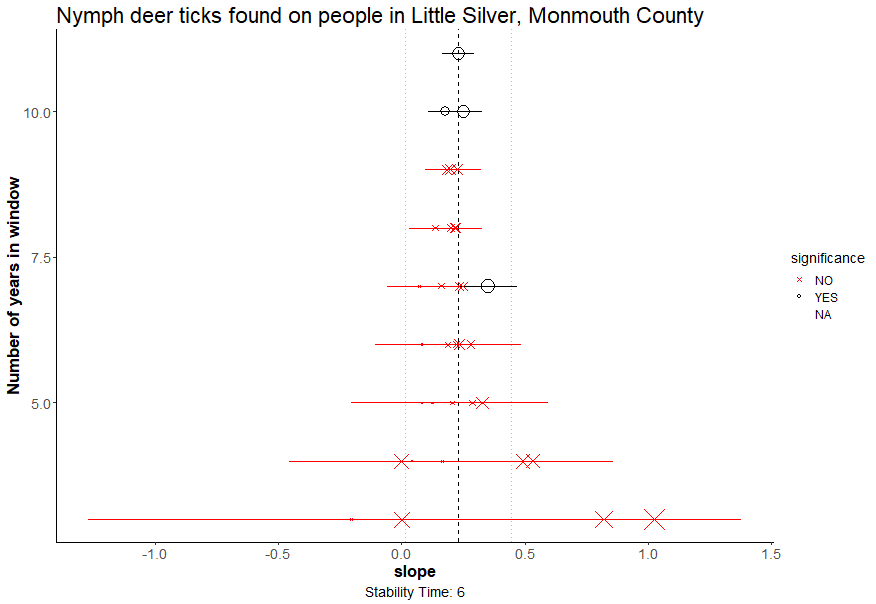 Nymph deer ticks found on people in Little Silver, Monmouth County
Number of years in window
10.0
7.5
5.0
-1.0
-0.5
0.0
0.5
1.0
1.5
slope
Stability Time: 6
significance
NO
YES
NA